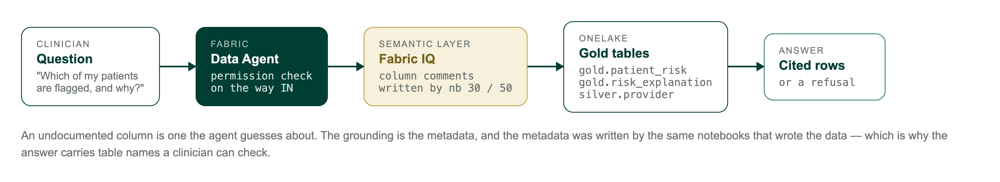 CLINICIAN
Question
"Which of my patients
are flagged, and why?"
FABRIC
Data Agent
permission check
on the way IN
SEMANTIC LAYER
Fabric IQ
column comments
written by nb 30 / 50
ONELAKE
Gold tables
gold.patient_risk
gold.risk_explanation
silver.provider
ANSWER
Cited rows
or a refusal
An undocumented column is one the agent guesses about. The grounding is the metadata, and the metadata was written by the same notebooks that wrote the data — which is why the
answer carries table names a clinician can check.